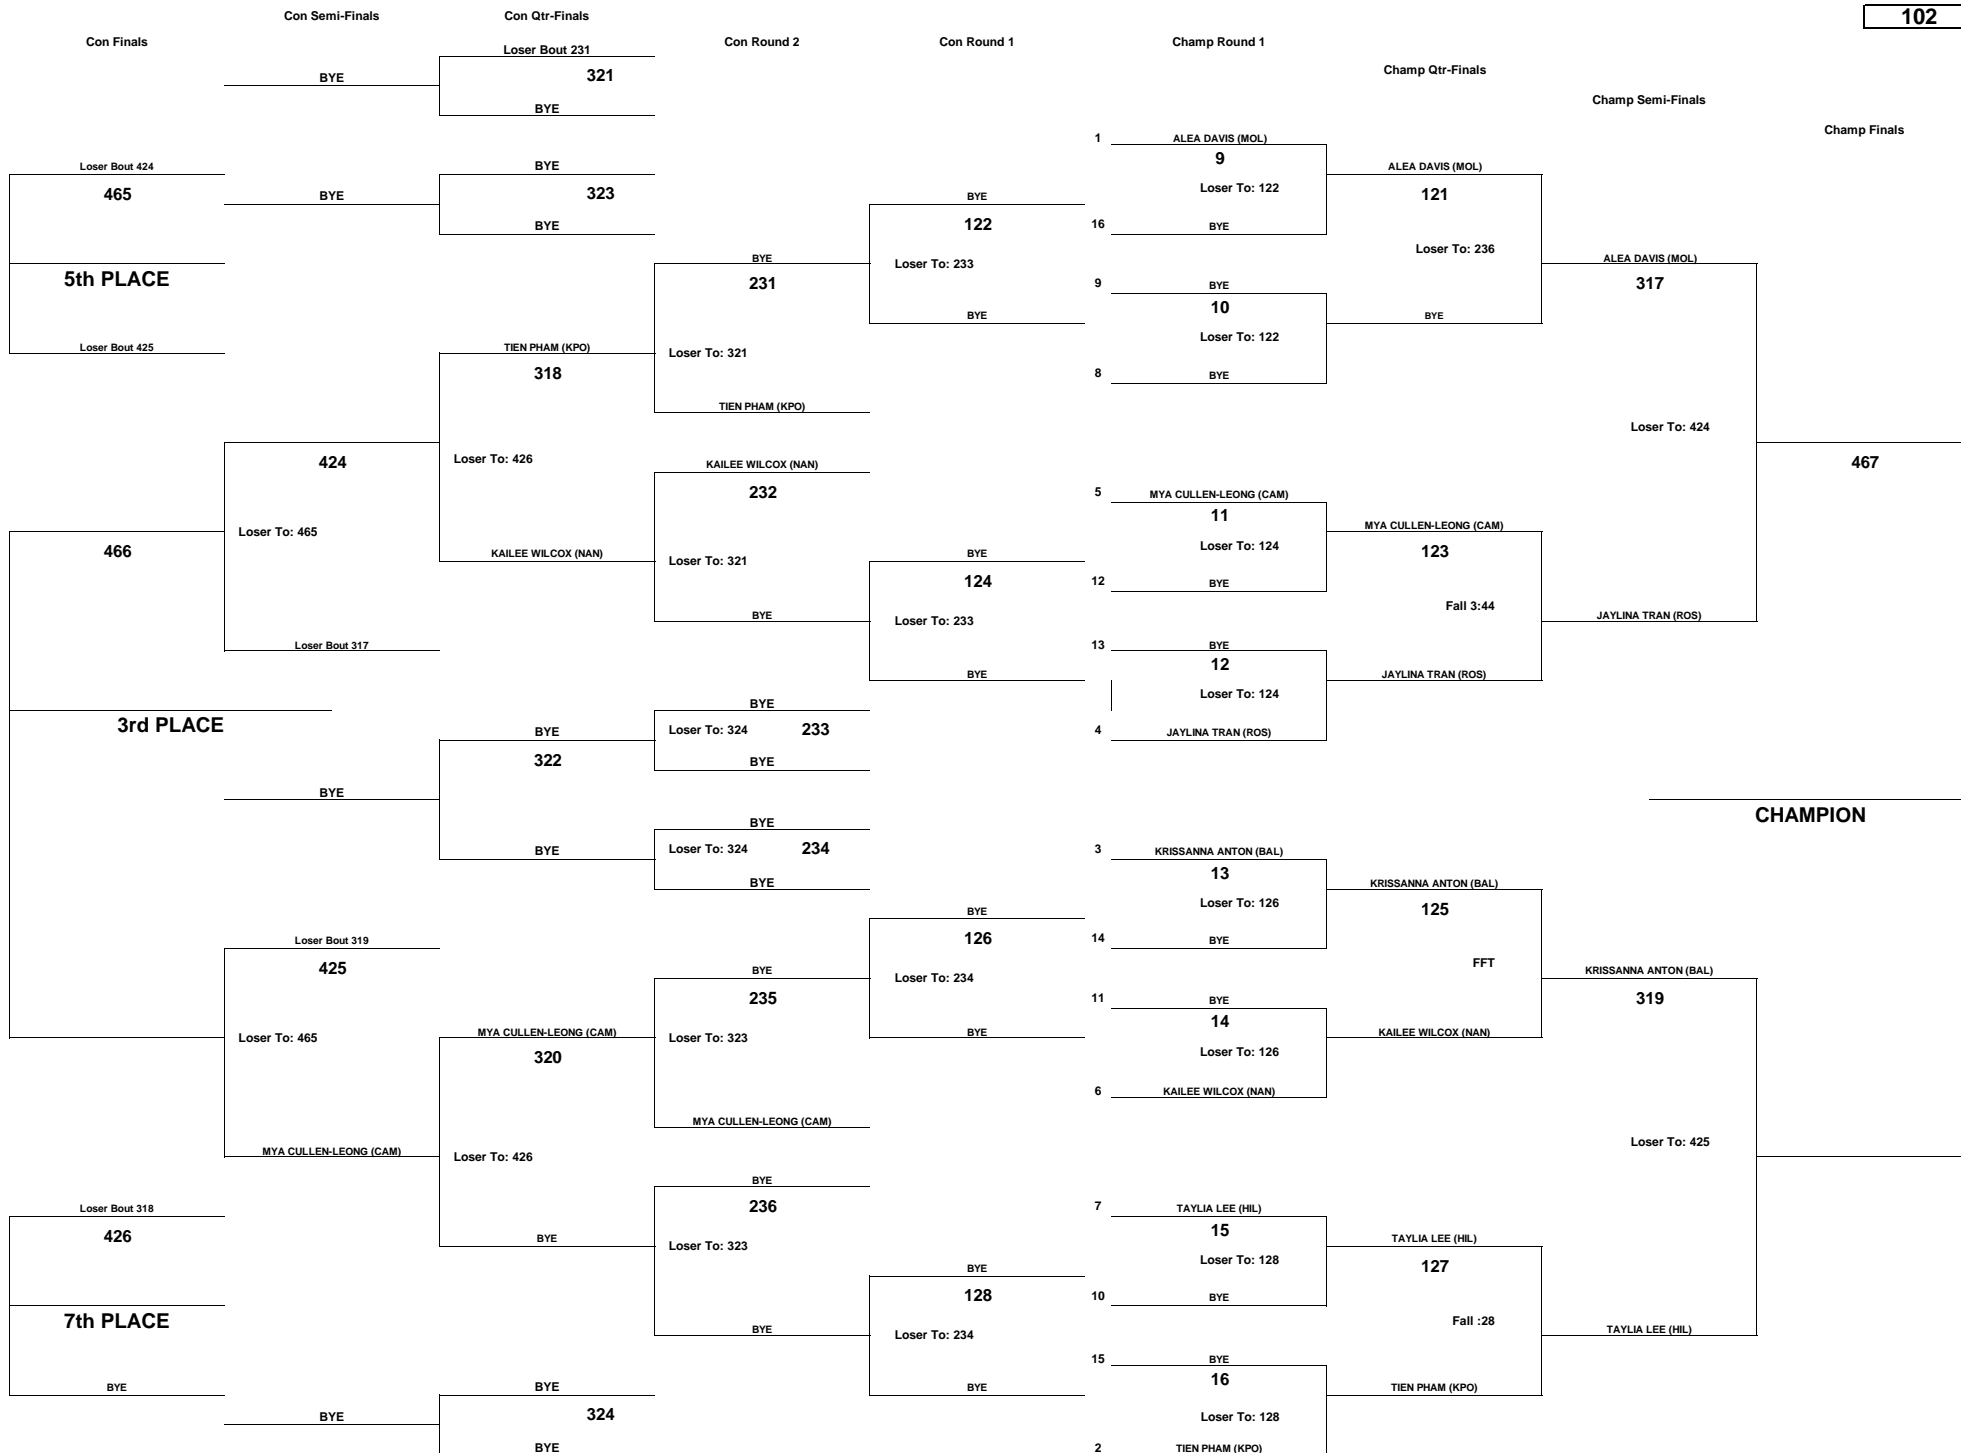 Con Semi-Finals
Con Qtr-Finals
102
Con Finals
Loser Bout 231
Con Round 2
Con Round 1
Champ Round 1
BYE
321
Champ Qtr-Finals
BYE
Champ Semi-Finals
Champ Finals
1
ALEA DAVIS (MOL)
Loser Bout 424
BYE
9
ALEA DAVIS (MOL)
465
BYE
323
BYE
Loser To: 122
121
BYE
122
16
BYE
5th PLACE
BYE
Loser To: 233
Loser To: 236
ALEA DAVIS (MOL)
231
9
BYE
317
BYE
10
BYE
Loser Bout 425
TIEN PHAM (KPO)
Loser To: 321
Loser To: 122
318
8
BYE
TIEN PHAM (KPO)
Loser To: 424
424
Loser To: 426
KAILEE WILCOX (NAN)
467
232
5
MYA CULLEN-LEONG (CAM)
11
466
Loser To: 465
KAILEE WILCOX (NAN)
Loser To: 321
BYE
Loser To: 124
MYA CULLEN-LEONG (CAM)
123
124
12
BYE
BYE
Loser To: 233
Fall 3:44
JAYLINA TRAN (ROS)
Loser Bout 317
13
BYE
BYE
12
JAYLINA TRAN (ROS)
Loser To: 124
3rd PLACE
BYE
BYE
Loser To: 324
233
4
JAYLINA TRAN (ROS)
322
BYE
BYE
CHAMPION
BYE
BYE
Loser To: 324
234
3
KRISSANNA ANTON (BAL)
BYE
13
KRISSANNA ANTON (BAL)
BYE
Loser To: 126
125
Loser Bout 319
126
14
BYE
425
BYE
Loser To: 234
FFT
KRISSANNA ANTON (BAL)
235
11
BYE
319
Loser To: 465
MYA CULLEN-LEONG (CAM)
Loser To: 323
BYE
14
KAILEE WILCOX (NAN)
320
Loser To: 126
6
KAILEE WILCOX (NAN)
MYA CULLEN-LEONG (CAM)
MYA CULLEN-LEONG (CAM)
Loser To: 426
Loser To: 425
BYE
Loser Bout 318
236
7
TAYLIA LEE (HIL)
426
BYE
Loser To: 323
15
TAYLIA LEE (HIL)
BYE
Loser To: 128
127
128
10
BYE
7th PLACE
BYE
Loser To: 234
Fall :28
TAYLIA LEE (HIL)
15
BYE
BYE
BYE
BYE
16
TIEN PHAM (KPO)
BYE
324
Loser To: 128
BYE
2
TIEN PHAM (KPO)